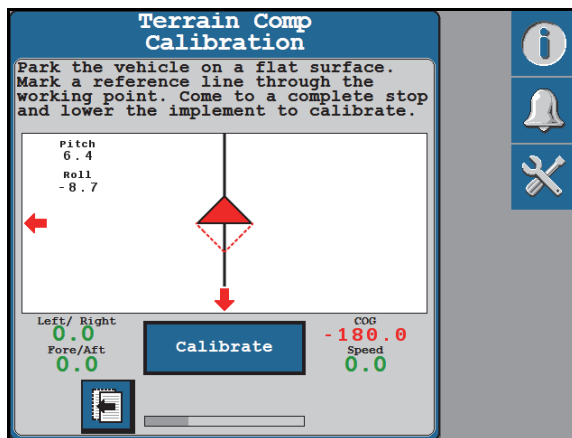 Terrain Comp
Calibration
Park the vehicle on a flat surface.
Mark a reference line through the
working point. Come to a complete stop
and lower the implement to calibrate.
Pitch
6.4
Roll
-8.7
Left/ Right
0.0
Fore/Aft
0.0
Calibrate
COG
-180.0
Speed
0.0